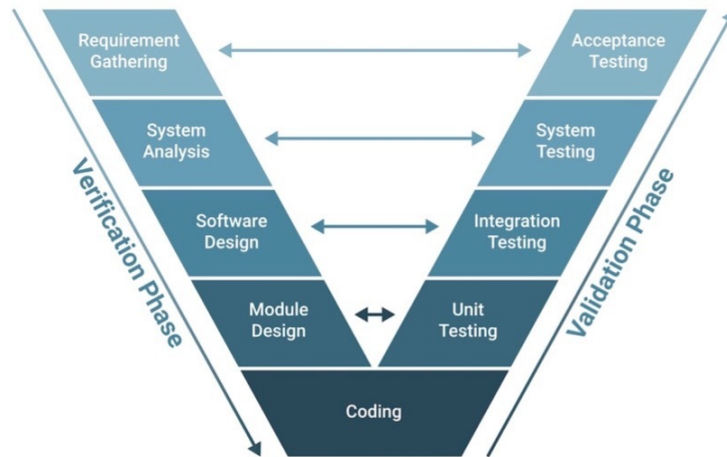 Requirement
Gathering
Acceptance
Testing
System
Analysis
System
Testing
Verification Phase
Software
Design
Integration
Testing
Validation Phase
Module
Design
Unit
Testing
Coding